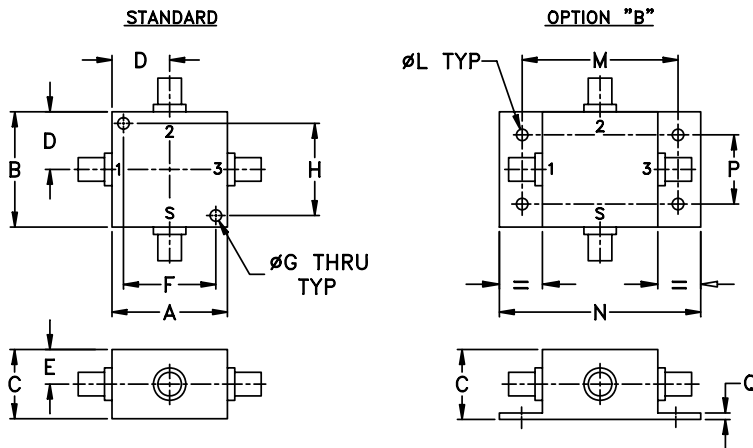 STANDARD
OPTION "B"
D
M
øL TYP
D
B
1
2
3
S
H
P
1
2
3
S
øG THRU
TYP
F
A
=
=
N
E
C
C
Q